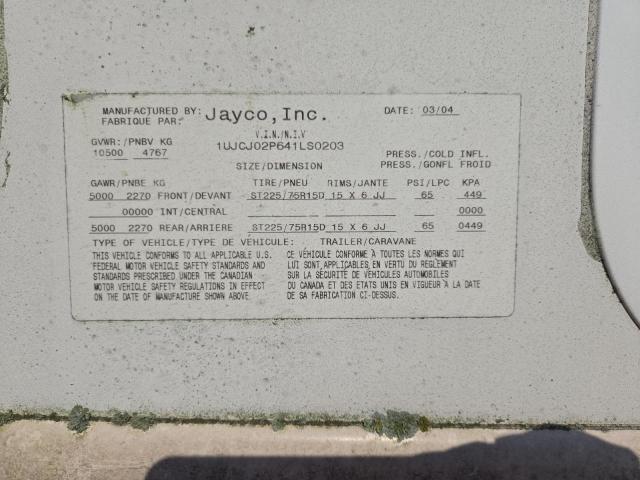 MANUFACTURED BY: Jayco, Inc. DATE: 03/04
FABRIQUE PAR:
V.I.N./N.I.V
GVWR:/PNBV KG 1UJCJ02P641LS0203
10500 4767 PRESS./COLD INFL.
SIZE/DIMENSION PRESS./GONFL FROID
GAWR/PNBE KG TIRE/PNEU RIMS/JANTE PSI/LPC KPA
5000 2270 FRONT/DEVANT ST225/75R15D 15 X 6 JJ 65 449
00000 INT/CENTRAL 0000
5000 2270 REAR/ARRIERE ST225/75R15D 15 X 6 JJ 65 0449
TYPE OF VEHICLE/TYPE DE VEHICULE: TRAILER/CARAVANE
THIS VEHICLE CONFORMS TO ALL APPLICABLE U.S.
FEDERAL MOTOR VEHICLE SAFETY STANDARDS AND
STANDARDS PRESCRIBED UNDER THE CANADIAN
MOTOR VEHICLE SAFETY REGULATIONS IN EFFECT
ON THE DATE OF MANUFACTURE SHOWN ABOVE.
CE VÉHICULE CONFORME À TOUTES LES NORMES QUI
LUI SONT APPLICABLES EN VERTU DU RÈGLEMENT
SUR LA SÉCURITÉ DE VÉHICULES AUTOMOBILES
DU CANADA ET DES ETATS UNIS EN VIGUEUR A LA DATE
DE SA FABRICATION CI-DESSUS.